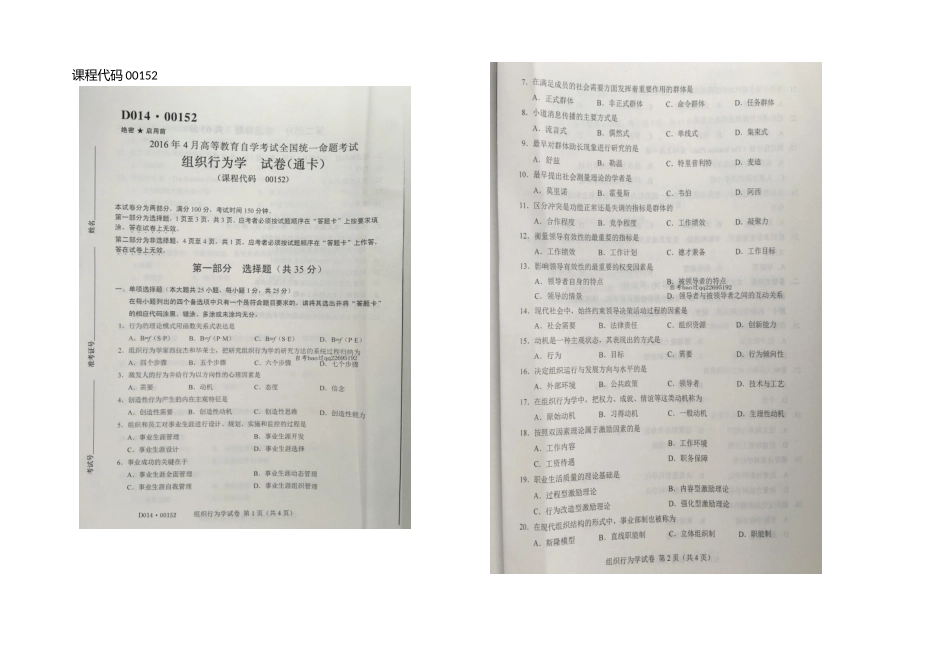 课程代码 00152
D014·00152
绝密 ★ 启用前
2016 年 4 月高等教育自学考试全国统一命题考试
组织行为学 试卷(通卡)
(课程代码 00152)
本试卷分为两部分,满分 100 分,考试时间 150 分钟。
第一部分为选择题,1 页至 3 页,共 3 页,应考者必须按试题顺序在“答题卡”上按要求填
涂,答在试卷上无效。
第二部分为非选择题,4 页至 4 页,共 1 页,应考者必须按试题顺序在“答题卡”上作答,
答在试卷上无效。
第一部分 选择题(共 35 分)
一、单项选择题(本大题共 25 小题,每小题 1 分,共 25 分)
在每小题列出的四个备选项中只有一个是符合题目要求的,请将其选出并将“答题卡”
的相应代码涂黑。错涂、多涂或未涂均无分。
1.行为的理论模式用函数关系式表达是
A.B=f(S·P) B.B=f(P·M) C.B=f(S·E) D.B=f(P·E)
2.组织行为学家西拉杰和华莱士,把研究组织行为学的研究方法的系统过程归纳为
自考bao过qq22695192
A.四个步骤 B.五个步骤 C.六个步骤 D.七个步骤
3.激发人的行为并给行为以方向性的心理因素是
A.需要 B.动机 C.态度 D.信念
4.创造性行为产生的内在主观特征是
A.创造性需要 B.创造性动机 C.创造性思维 D.创造性能力
5.组织和员工对事业生涯进行设计、规划、实施和监控的过程是
A.事业生涯管理 B.事业生涯开发
C.事业生涯设计 D.事业生涯选择
6.事业成功的关键在于
A.事业生涯全面管理 B.事业生涯动态管理
C.事业生涯自我管理 D.事业生涯组织管理
D014·00152 组织行为学试卷 第 1 页(共 4 页)
姓名
准考证号
考试号
7.在满足成员的社会需要方面发挥着重要作用的群体是
A.正式群体 B.非正式群体 C.命令群体 D.任务群体
8.小道消息传播的主要方式是
A.流言式 B.偶然式 C.单线式 D.集束式
9.最早对群体助长现象进行研究的是
A.舒益 B.勒温 C.特里普利特 D.麦迪
10.最早提出社会测量理论的学者是
A.莫里诺 B.霍曼斯 C.韦伯 D.阿西
11.区分冲突是功能正常还是失调的指标是群体的
A.合作程度 B.竞争程度 C.工作绩效 D.凝聚力
12.衡量领导有效性的最重要的指标是
A.工作绩效 B.工作计划 C.德才兼备 D.工作目标
13.影响领导有效性的最重要的权变因素是
A.领导者自身的特点 B.被领导者的特点
自考bao过qq22695192
C.领导的情景 D.领导者与被领导者之间的互动关系
14.现代社会中,始终约束领导决策运动过程的因素是
A.社会需要 B.法律责任 C.组织资源 D.创新能力
15.动机是一种主观状态,其表现出的方式是
A.行为 B.目标 C.需要 D.行为倾向性
16.决定组织运行与发展方向与水平的是
A.外部环境 B.公共政策 C.领导者 D.技术与工艺
17.在组织行为学中,把权力、成就、情谊等这类动机称为
A.原始动机 B.习得动机 C.一般动机 D.生理性动机
18.按照双因素理论属于激励因素的是
A.工作内容 B.工作环境
C.工资待遇 D.职务保障
19.职业生活质量的理论基础是
A.过程型激励理论 B.内容型激励理论
C.行为改造型激励理论 D.强化型激励理论
20.在现代组织结构的形式中,事业部制也被称为
A.斯隆模型 B.直线职能制 C.立体组织制 D.职能制
组织行为学试卷 第 2 页(共 4 页)